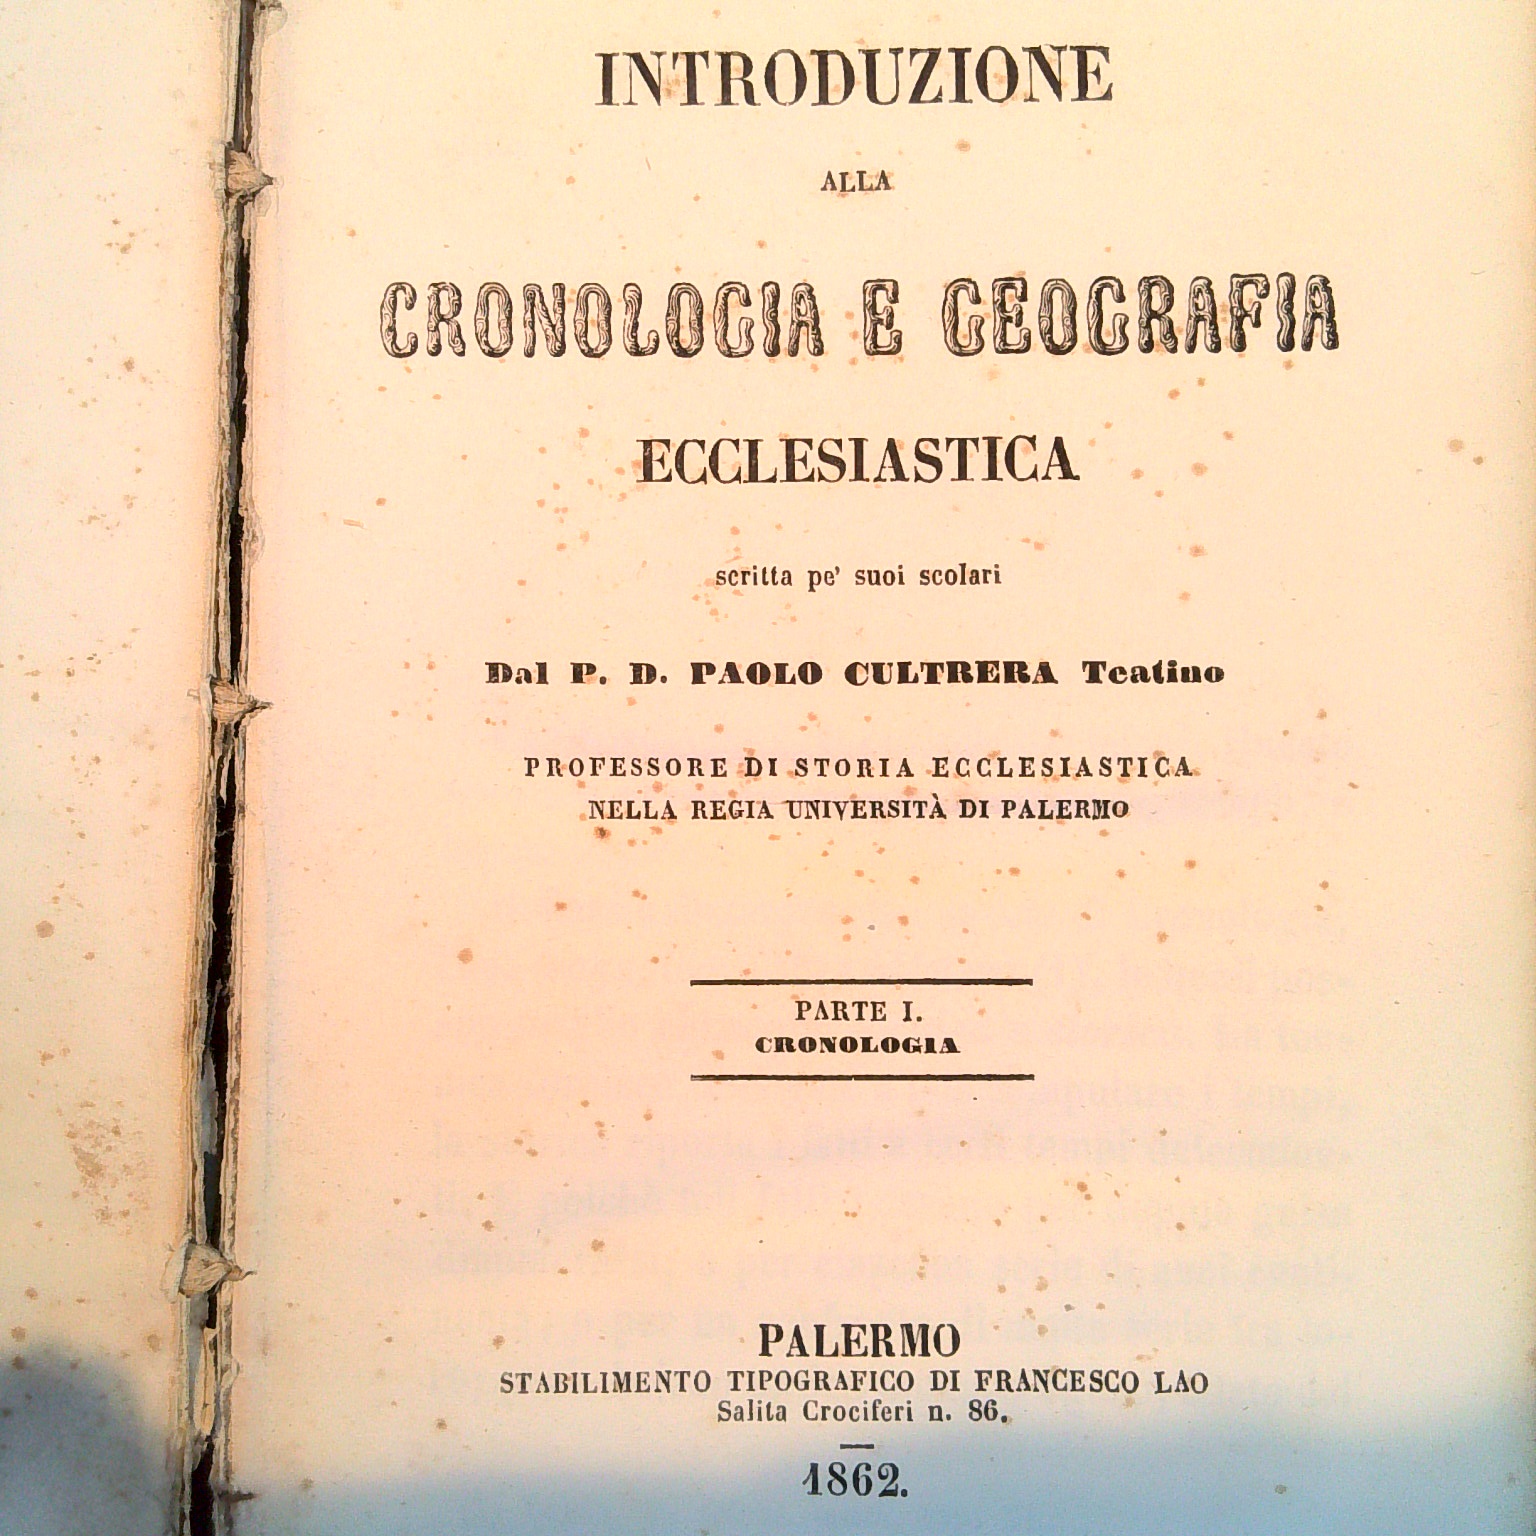 INTRODUZIONE
ALLA
CRONOLOGIA E GEOGRAFIA
ECCLESIASTICA
scritta pe' suoi scolari
Dal P. D. PAOLO CULTRERA Teatino
PROFESSORE DI STORIA ECCLESIASTICA
NELLA REGIA UNIVERSITÀ DI PALERMO
PARTE I.
CRONOLOGIA
PALERMO
STABILIMENTO TIPOGRAFICO DI FRANCESCO LAO
Salita Crociferi n. 86.
1862.